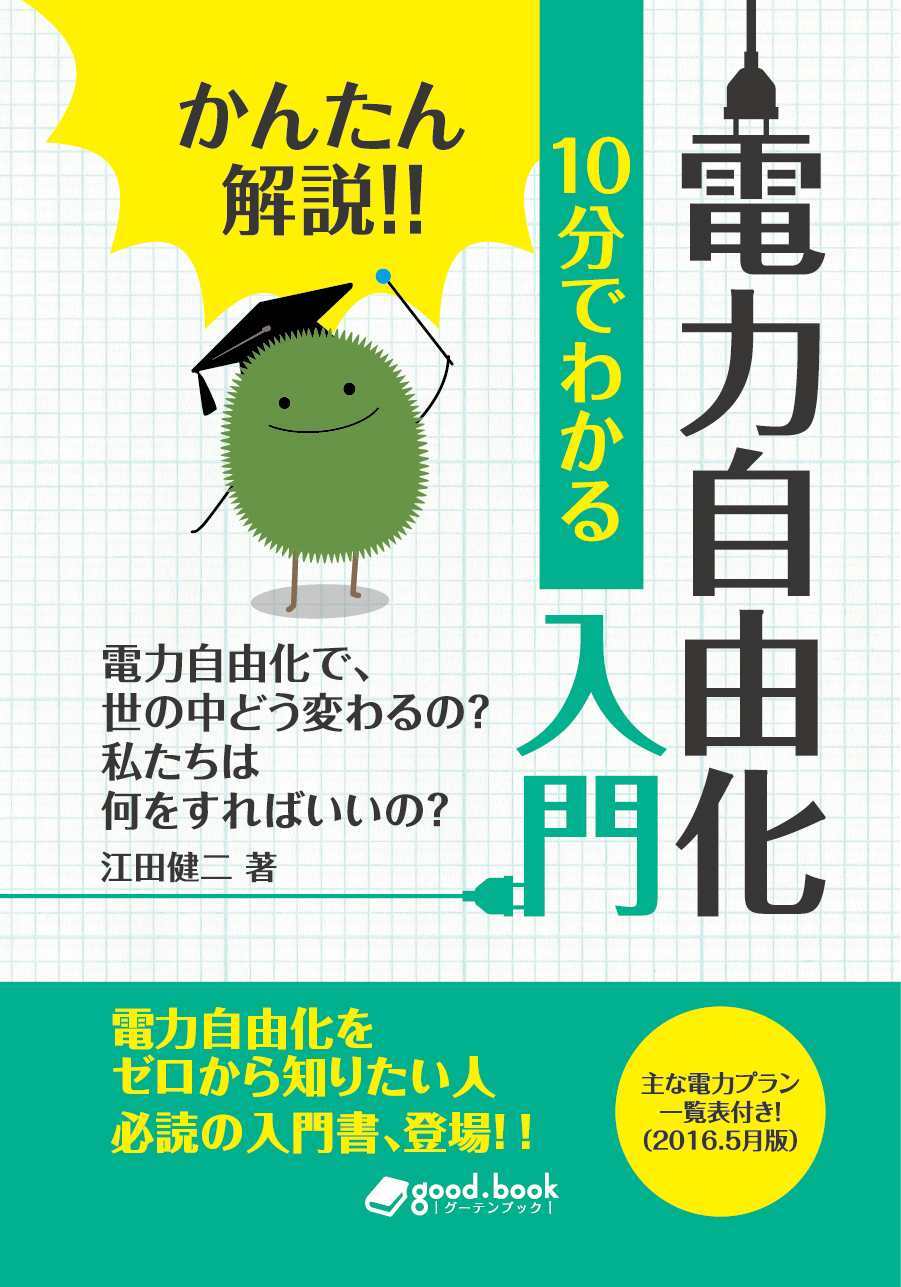 電力自由化
10分でわかる
入門
かんたん
解説!!
電力自由化で、
世の中どう変わるの?
私たちは
何をすればいいの?
江田健二 著
電力自由化を
ゼロから知りたい人
必読の入門書、登場!!
主な電力プラン
一覧表付き!
(2016.5月版)
good.book
|グーテンブック|